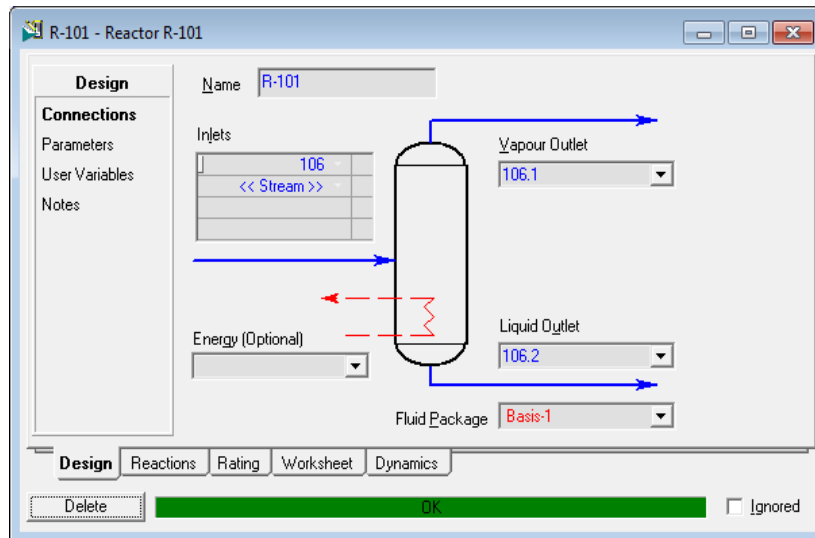 R-101 - Reactor R-101
Design
Connections
Parameters
User Variables
Notes
Name R-101
Inlets
106
<< Stream >>
Vapour Outlet
106.1
Energy (Optional)
Liquid Outlet
106.2
Fluid Package Basis-1
Design Reactions Rating Worksheet Dynamics
Delete OK Ignored